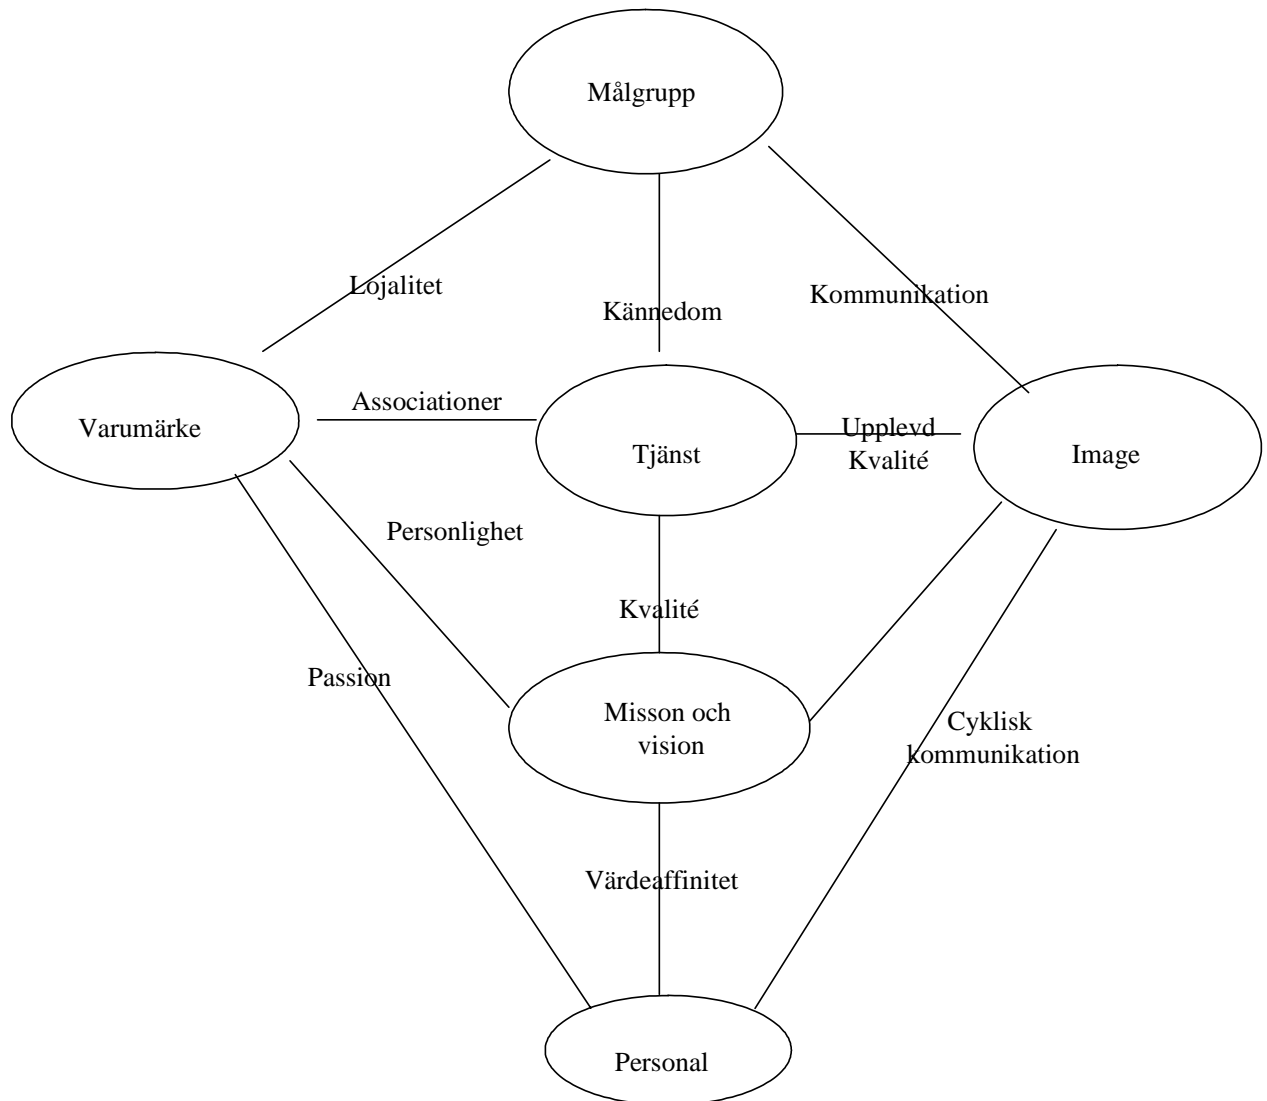 Målgrupp
Lojalitet
Kännedom
Kommunikation
Associationer
Varumärke
Tjänst
Upplevd
Kvalité
Image
Personlighet
Kvalité
Passion
Misson och
vision
Cyklisk
kommunikation
Värdeaffinitet
Personal